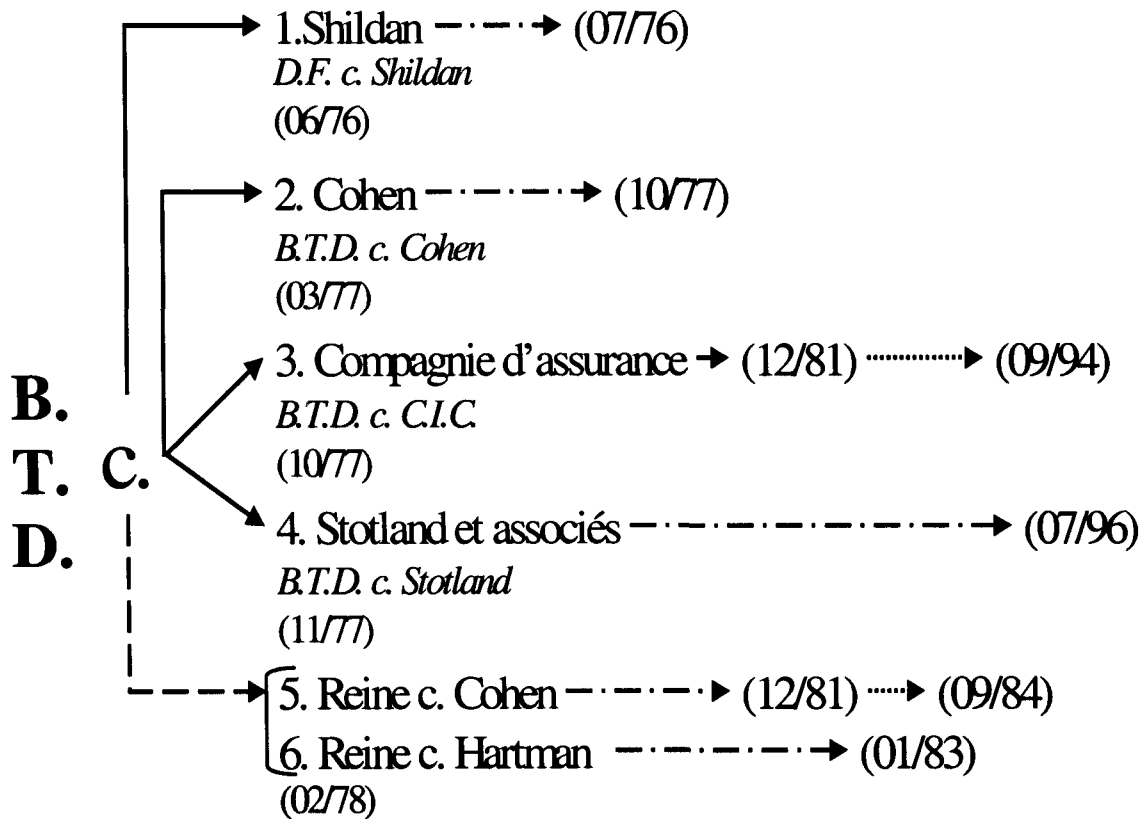 1.Shildan (07/76)
D.F. c. Shildan
(06/76)
2. Cohen (10/77)
B.T.D. c. Cohen
(03/77)
3. Compagnie d'assurance (12/81) (09/94)
B.T.D. c. C.I.C.
(10/77)
B.
T. C.
D.
4. Stotland et associés (07/96)
B.T.D. c. Stotland
(11/77)
5. Reine c. Cohen (12/81) (09/84)
6. Reine c. Hartman (01/83)
(02/78)